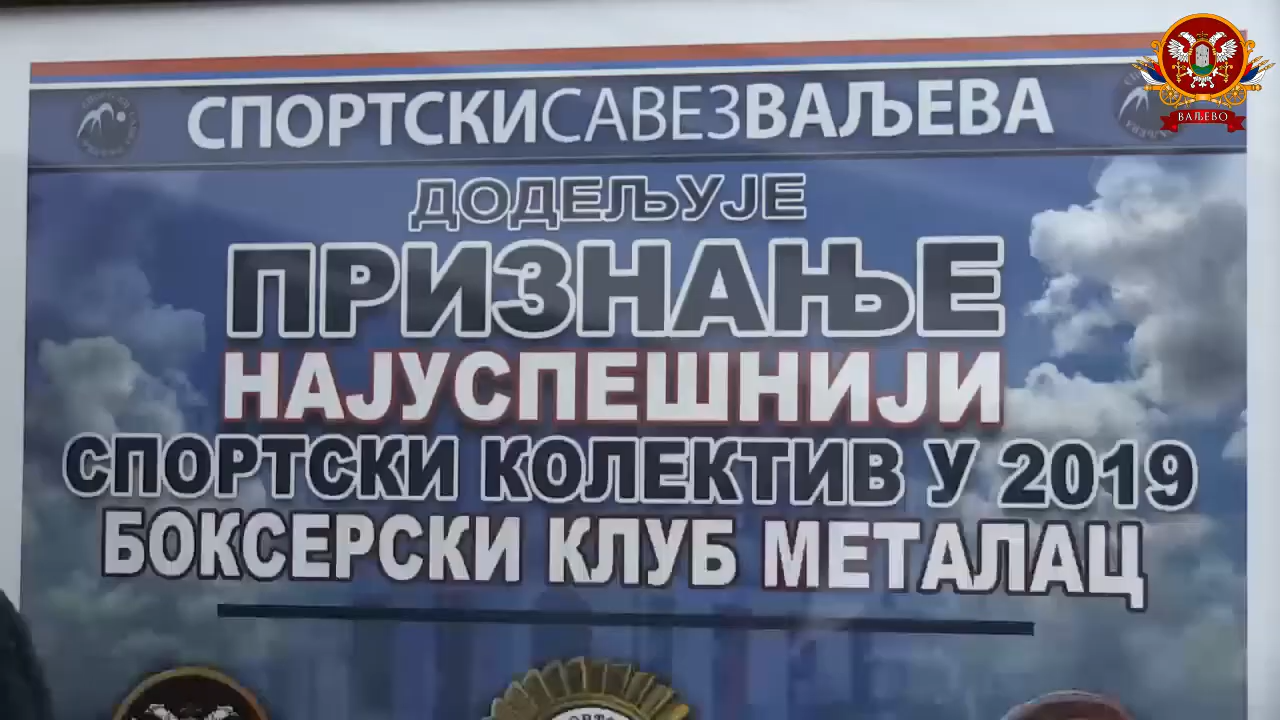 СПОРТСКИСАВЕЗВАЉЕВА
ВАЉЕВО
ДОДЕЉУЈЕ
ПРИЗНАЊЕ
НАЈУСПЕШНИЈИ
СПОРТСКИ КОЛЕКТИВ У 2019
БОКСЕРСКИ КЛУБ МЕТАЛАЦ